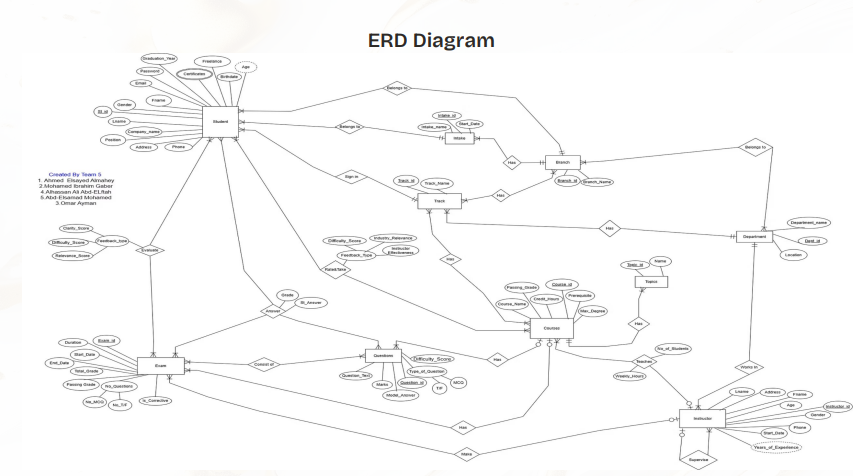 ERD Diagram
Graduation_Year
Freelance
Age
Password
Certificates
Birthdate
Email
Gender
Fname
St_id
Student
Lname
Company_name
Position
Address
Phone
Belongs to
Belongs to
Intake_id
Intake_name
Start_Date
Intake
Has
Branch
Branch_id
Branch_Name
Belongs to
Sign in
Track_id
Track_Name
Track
Has
Has
Department_name
Department
Dept_id
Location
Created By Team 5
1. Ahmed Elsayed Almahey
2.Mohamed Ibrahim Gaber
4.Alhassan Ali Abd-ELftah
5.Abd-Elsamad Mohamed
3.Omar Ayman
Clarity_Score
Difficulty_Score
Feedback_type
Relevance_Score
Evaluate
Difficulty_Score
Industry_Relevance
Feedback_Type
Instructor
Effectiveness
Rated/take
Has
Topic_id
Name
Topics
Has
Passing_Grade
Course_id
Credit_Hours
Prerequisite
Course_Name
Max_Degree
Courses
Grade
St_Answer
Answer
Duration
Exam_id
Start_Date
End_Date
Total_Grade
Exam
Passing Grade
No_Questions
No_MCQ
No_T/F
Is_Corrective
Consist of
Questions
Difficulty_Score
Question_Text
Type_of_Question
Marks
Question_id
MCQ
T/F
Model_Answer
Has
No_of_Students
Teaches
Weekly_Hours
Works In
Has
Make
Lname
Address
Fname
Age
Instructor_id
Gender
Instructor
Phone
Start_Date
Years_of_Experience
Supervise